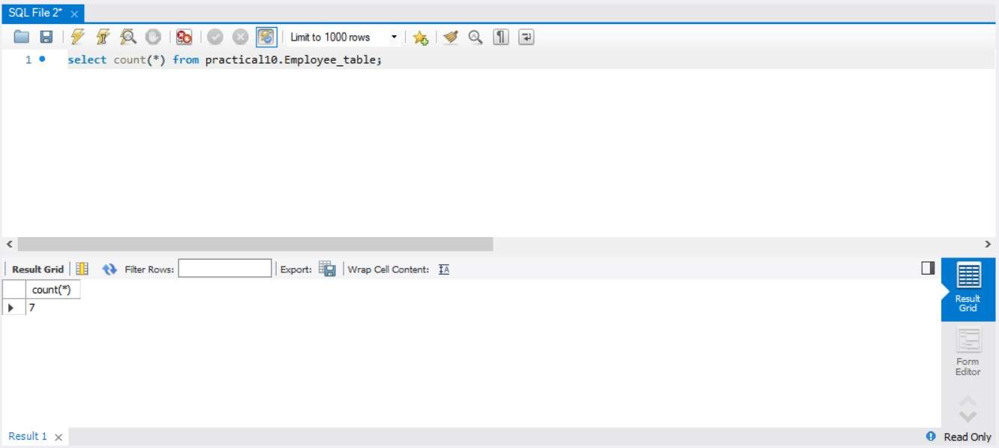 SQL File 2*
Limit to 1000 rows
1 select count(*) from practical10.Employee_table;
Result Grid Filter Rows: Export: Wrap Cell Content:
count(*)
7
Result
Grid
Form
Editor
Result 1
Read Only